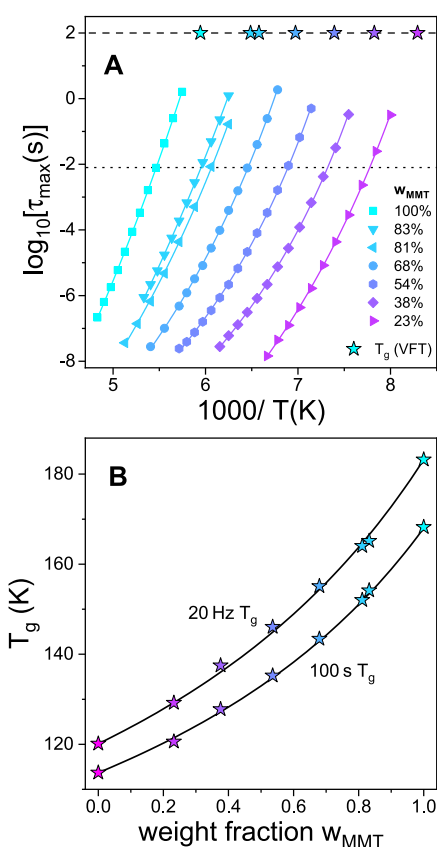 A
2
0
-2
-4
-6
-8
log10[τmax(s)]
wMMT
100%
83%
81%
68%
54%
38%
23%
Tg (VFT)
5 6 7 8
1000/ T(K)
B
180
160
140
120
Tg (K)
20 Hz Tg
100 s Tg
0.0 0.2 0.4 0.6 0.8 1.0
weight fraction wMMT